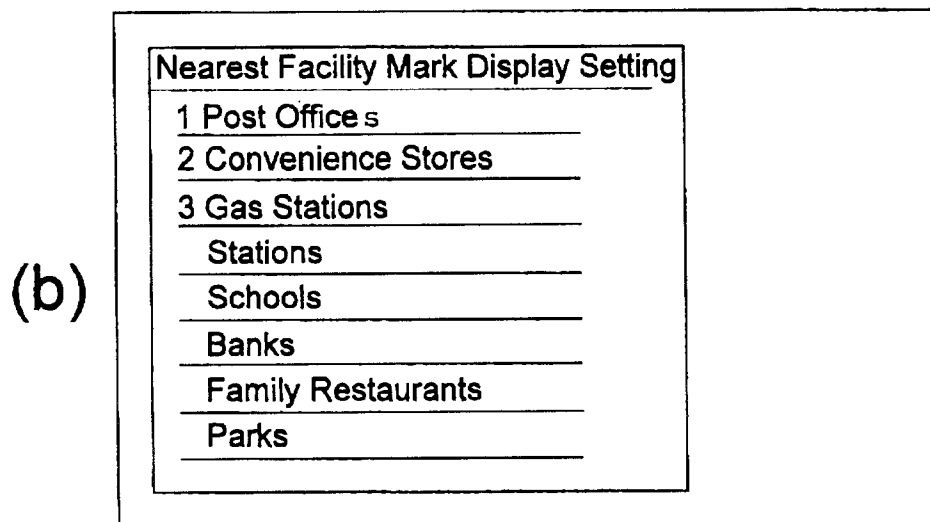 (b)
Nearest Facility Mark Display Setting
1 Post Offices
2 Convenience Stores
3 Gas Stations
Stations
Schools
Banks
Family Restaurants
Parks